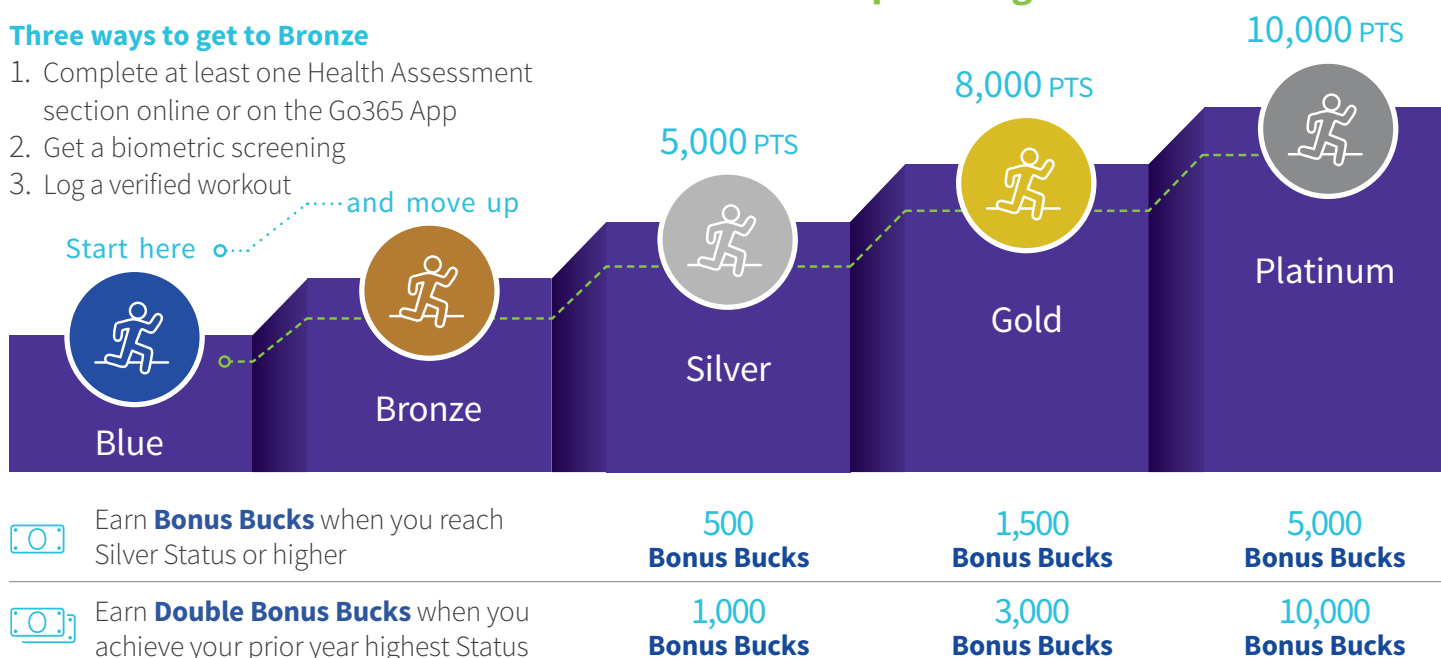 Three ways to get to Bronze
1. Complete at least one Health Assessment
section online or on the Go365 App
2. Get a biometric screening
3. Log a verified workout
Start here
and move up
5,000 PTS
8,000 PTS
10,000 PTS
Blue
Bronze
Silver
Gold
Platinum
Earn Bonus Bucks when you reach
Silver Status or higher
500
Bonus Bucks
1,500
Bonus Bucks
5,000
Bonus Bucks
Earn Double Bonus Bucks when you
achieve your prior year highest Status
1,000
Bonus Bucks
3,000
Bonus Bucks
10,000
Bonus Bucks